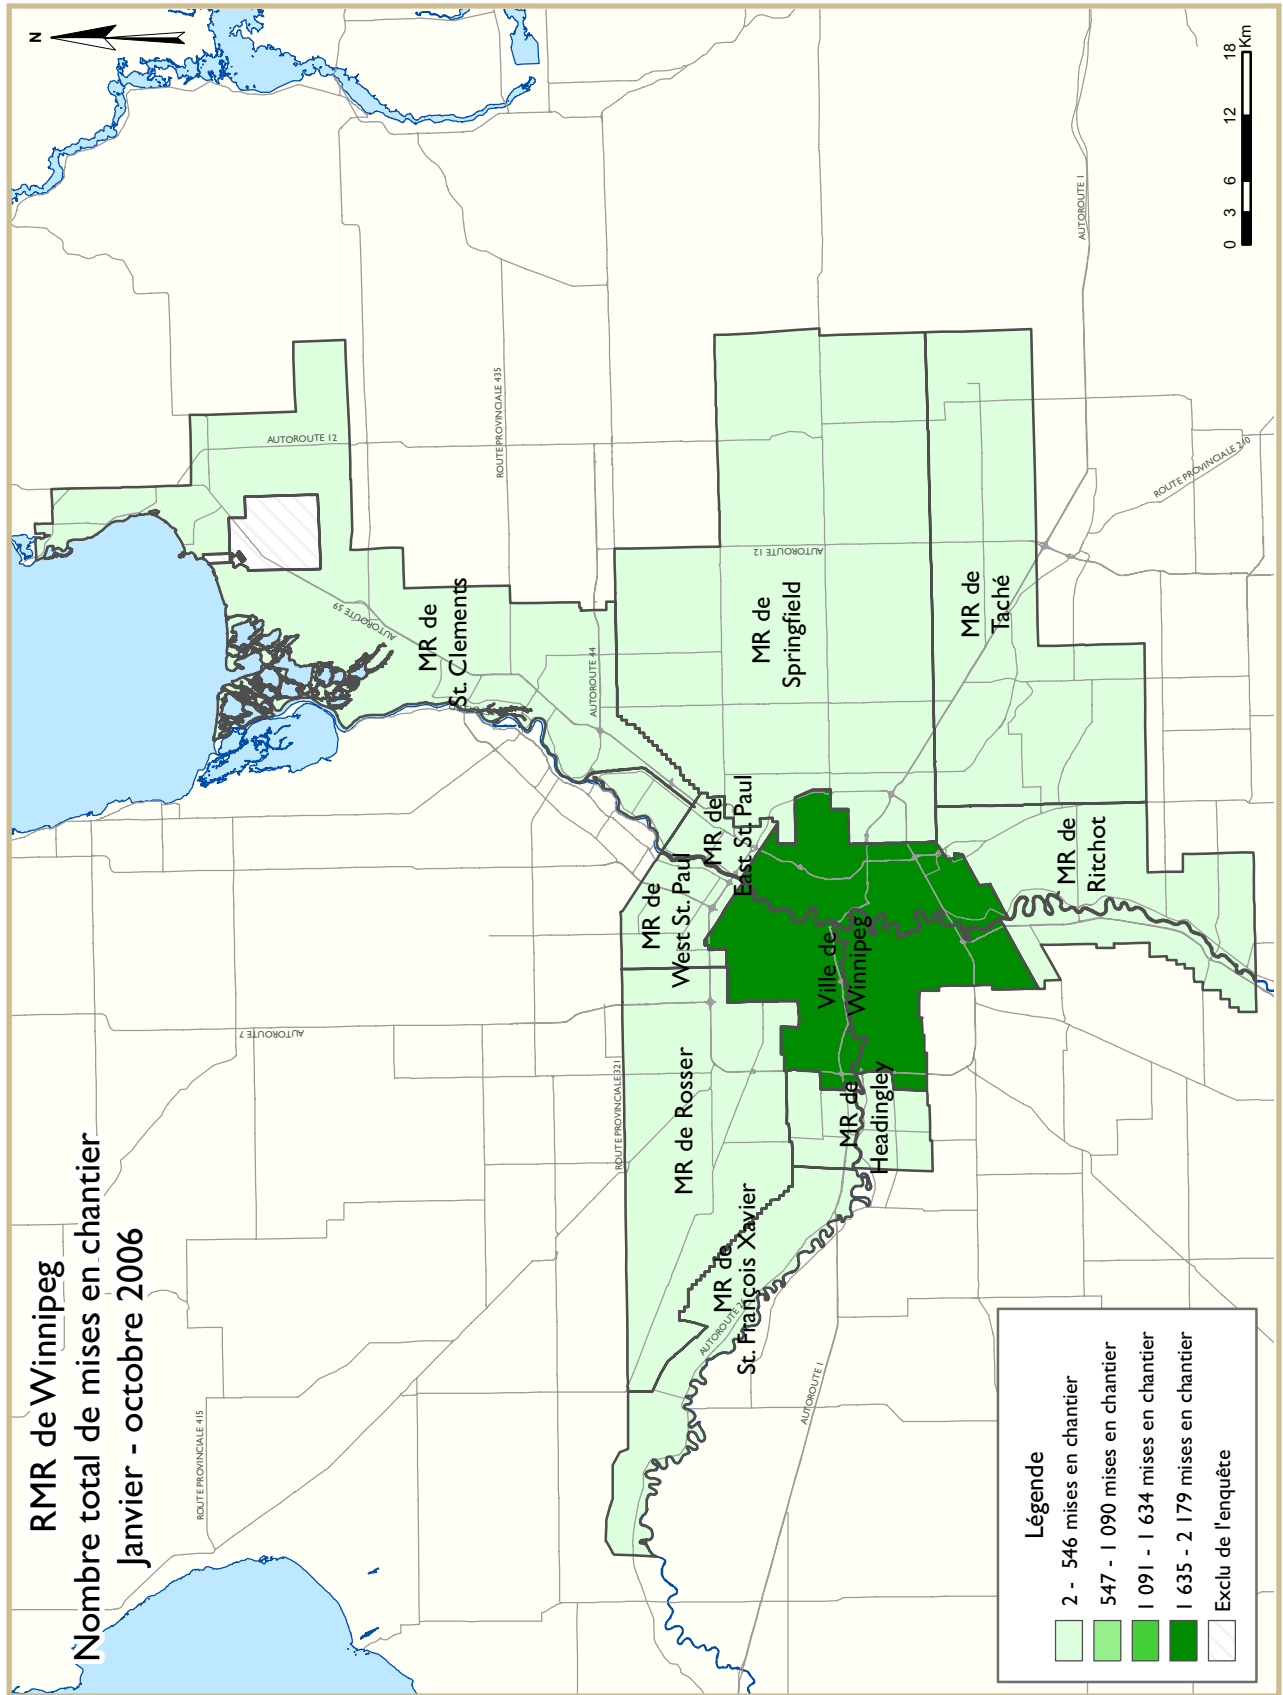 RMR de Winnipeg
Nombre total de mises en chantier
Janvier - octobre 2006
N
ROUTE PROVINCIALE 415
AUTOROUTE 7
AUTOROUTE 12
ROUTE PROVINCIALE 435
AUTOROUTE 59
MR de
St. Clements
AUTOROUTE 44
ROUTE PROVINCIALE 321
MR de
West St. Paul
MR de
East St. Paul
MR de Rosser
MR de
Springfield
AUTOROUTE 12
MR de
St. François Xavier
AUTOROUTE 26
Ville de
Winnipeg
MR de
Headingley
MR de
Taché
MR de
Ritchot
AUTOROUTE 1
AUTOROUTE 1
ROUTE PROVINCIALE 210
Légende
2 - 546 mises en chantier
547 - 1 090 mises en chantier
1 091 - 1 634 mises en chantier
1 635 - 2 179 mises en chantier
Exclu de l'enquête
0 3 6 12 18
Km